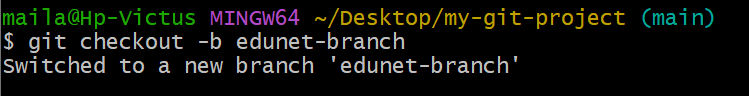 maila@Hp-Victus MINGW64 ~/Desktop/my-git-project (main)
$ git checkout -b edunet-branch
Switched to a new branch 'edunet-branch'